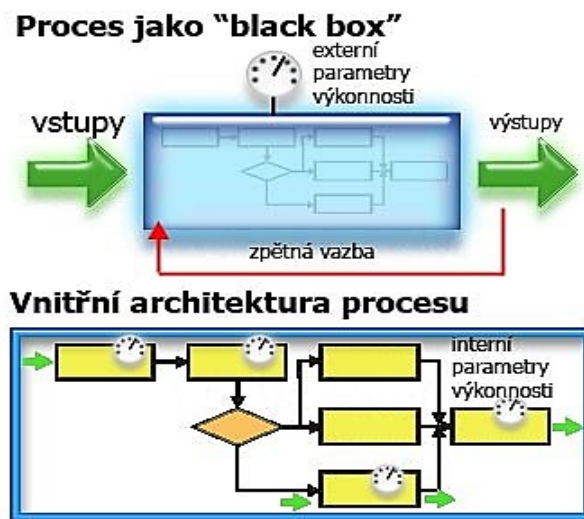 Proces jako “black box”
externí
parametry
výkonnosti
vstupy
výstupy
zpětná vazba
Vnitřní architektura procesu
interní
parametry
výkonnosti